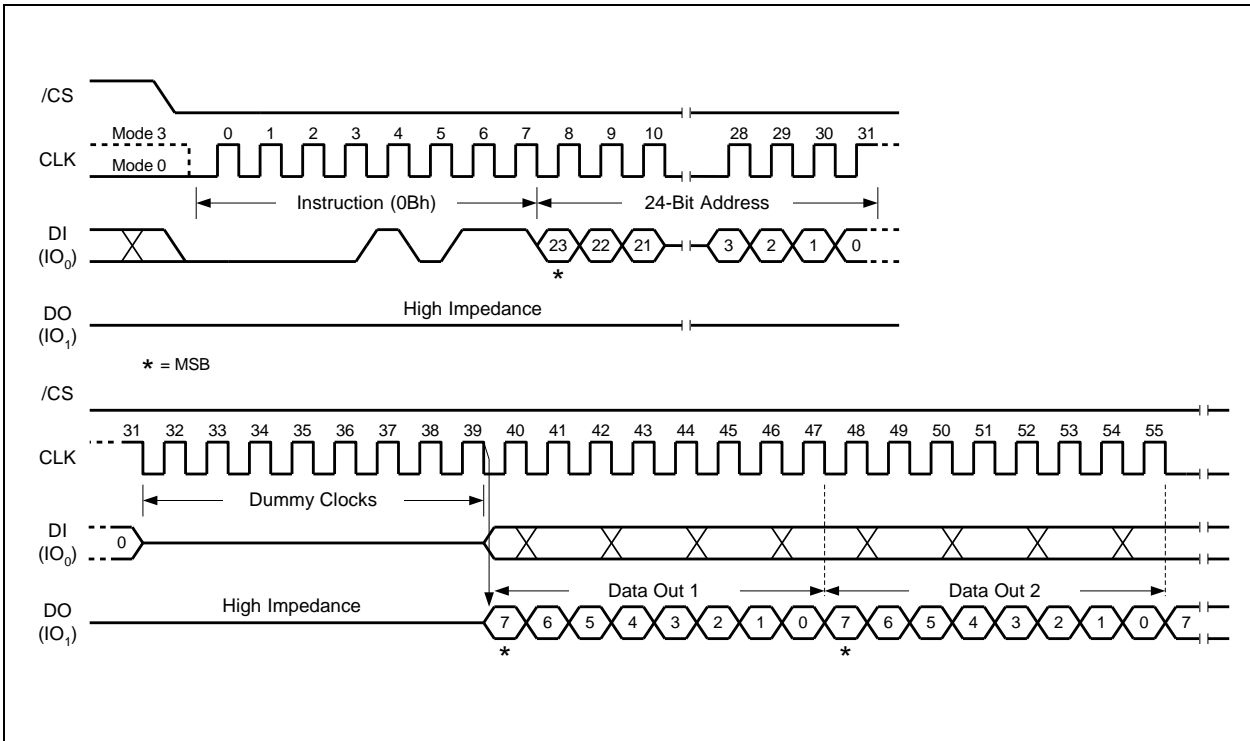 /CS
Mode 3 0 1 2 3 4 5 6 7 8 9 10 28 29 30 31
CLK
Mode 0
Instruction (0Bh) 24-Bit Address
DI
(IO0)
23 22 21 3 2 1 0
*
DO
(IO1)
High Impedance
* = MSB
/CS
31 32 33 34 35 36 37 38 39 40 41 42 43 44 45 46 47 48 49 50 51 52 53 54 55
CLK
Dummy Clocks
DI
(IO0)
0
Data Out 1 Data Out 2
DO
(IO1)
High Impedance
7 6 5 4 3 2 1 0 7 6 5 4 3 2 1 0 7
* *